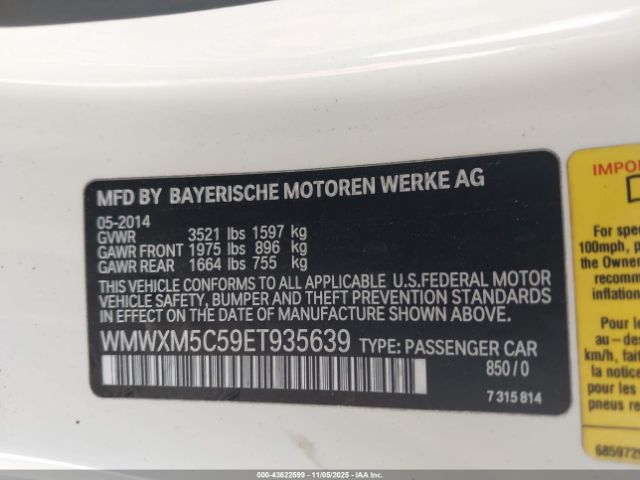 MFD BY BAYERISCHE MOTOREN WERKE AG
05-2014
GVWR 3521 lbs 1597 kg
GAWR FRONT 1975 lbs 896 kg
GAWR REAR 1664 lbs 755 kg
THIS VEHICLE CONFORMS TO ALL APPLICABLE U.S.FEDERAL MOTOR
VEHICLE SAFETY, BUMPER AND THEFT PREVENTION STANDARDS
IN EFFECT ON THE DATE OF MANUFACTURE SHOWN ABOVE.
WMWXM5C59ET935639 TYPE: PASSENGER CAR
850/0
7 315 814
IMPOR
For spec
100mph, p
the Owner
recomm
inflation
Pour le
au-des
km/h, fait
la notice
pour les
pneus re
6859729
000-43622599 11/05/2025 IAA Inc.